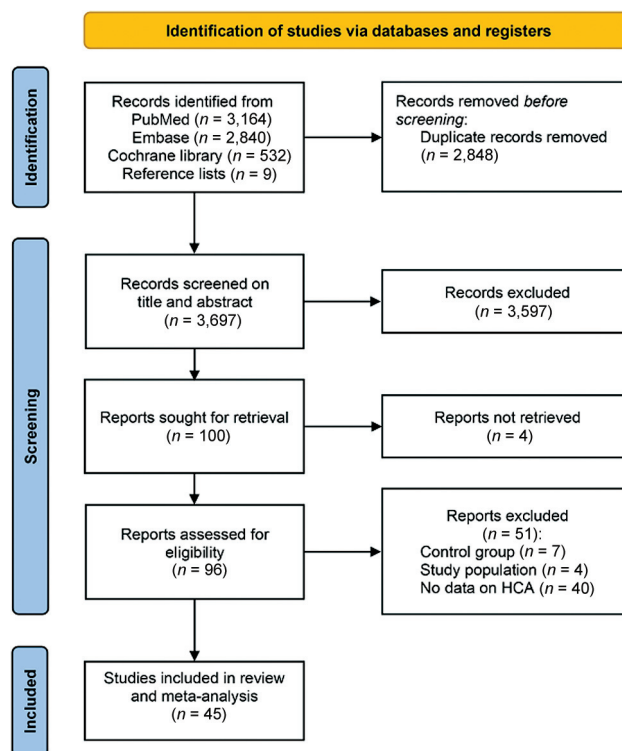 Identification of studies via databases and registers
Identification
Records identified from
PubMed (n = 3,164)
Embase (n = 2,840)
Cochrane library (n = 532)
Reference lists (n = 9)
Records removed before
screening:
Duplicate records removed
(n = 2,848)
Screening
Records screened on
title and abstract
(n = 3,697)
Records excluded
(n = 3,597)
Reports sought for retrieval
(n = 100)
Reports not retrieved
(n = 4)
Reports assessed for
eligibility
(n = 96)
Reports excluded
(n = 51):
Control group (n = 7)
Study population (n = 4)
No data on HCA (n = 40)
Included
Studies included in review
and meta-analysis
(n = 45)